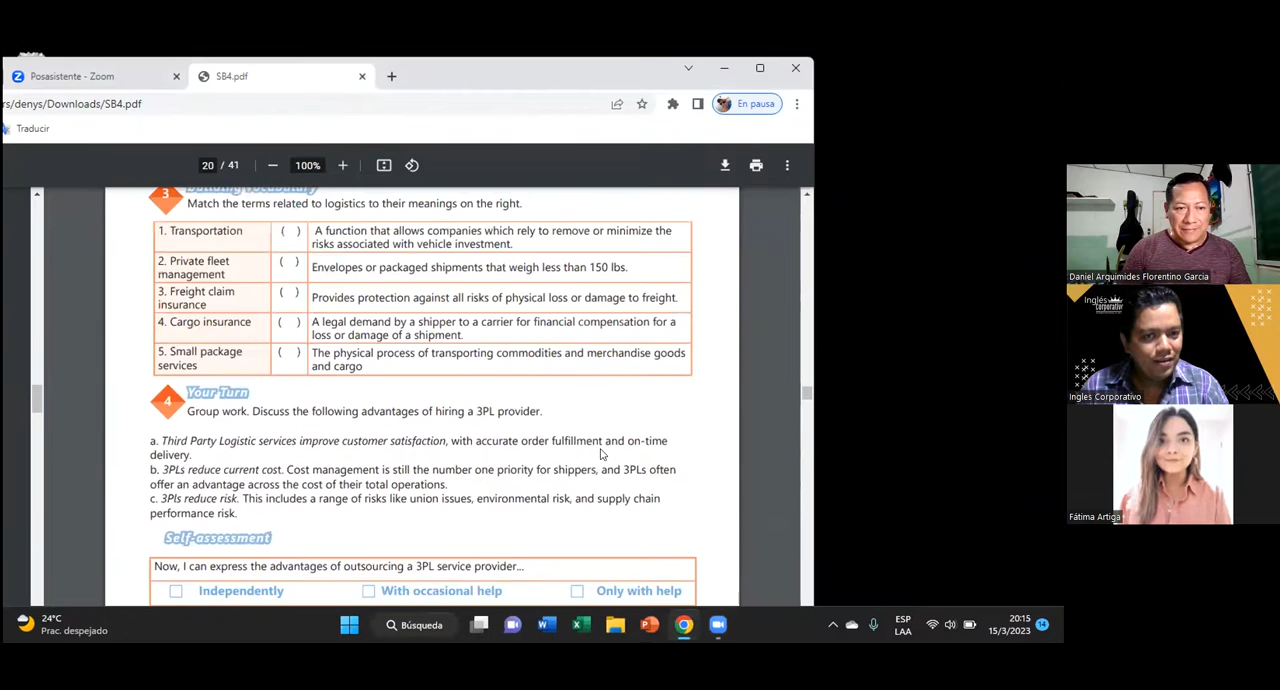 Posasistente - Zoom
SB4.pdf
rs/denys/Downloads/SB4.pdf
En pausa
Traducir
20 / 41
100%
3
Building Vocabulary
Match the terms related to logistics to their meanings on the right.
1. Transportation ( ) A function that allows companies which rely to remove or minimize the
risks associated with vehicle investment.
2. Private fleet
management ( ) Envelopes or packaged shipments that weigh less than 150 lbs.
3. Freight claim
insurance ( ) Provides protection against all risks of physical loss or damage to freight.
4. Cargo insurance ( ) A legal demand by a shipper to a carrier for financial compensation for a
loss or damage of a shipment.
5. Small package
services ( ) The physical process of transporting commodities and merchandise goods
and cargo
4
Your Turn
Group work. Discuss the following advantages of hiring a 3PL provider.
a. Third Party Logistic services improve customer satisfaction, with accurate order fulfillment and on-time
delivery.
b. 3PLs reduce current cost. Cost management is still the number one priority for shippers, and 3PLs often
offer an advantage across the cost of their total operations.
c. 3Pls reduce risk. This includes a range of risks like union issues, environmental risk, and supply chain
performance risk.
Self-assessment
Now, I can express the advantages of outsourcing a 3PL service provider...
Independently
With occasional help
Only with help
24°C
Prac. despejado
Búsqueda
ESP
LAA
20:15
15/3/2023
14
Daniel Arquimides Florentino Garcia
Inglés
Corporativo
Ingles Corporativo
Fátima Artiga